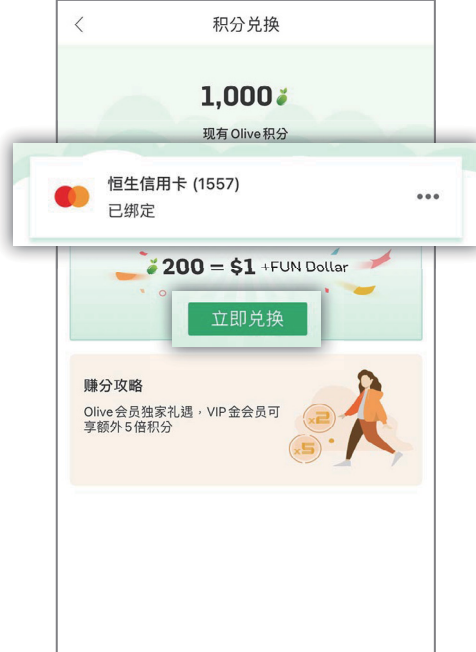 积分兑换
1,000
现有Olive积分
恒生信用卡 (1557)
已绑定
200 = $1 +FUN Dollar
立即兑换
赚分攻略
Olive会员独家礼遇，VIP金会员可
享额外5倍积分
x2
x5